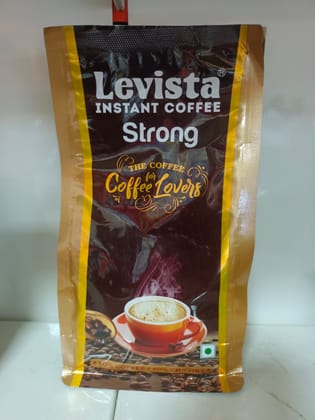 Levista®
INSTANT COFFEE
Strong
THE COFFEE
for
Coffee Lovers